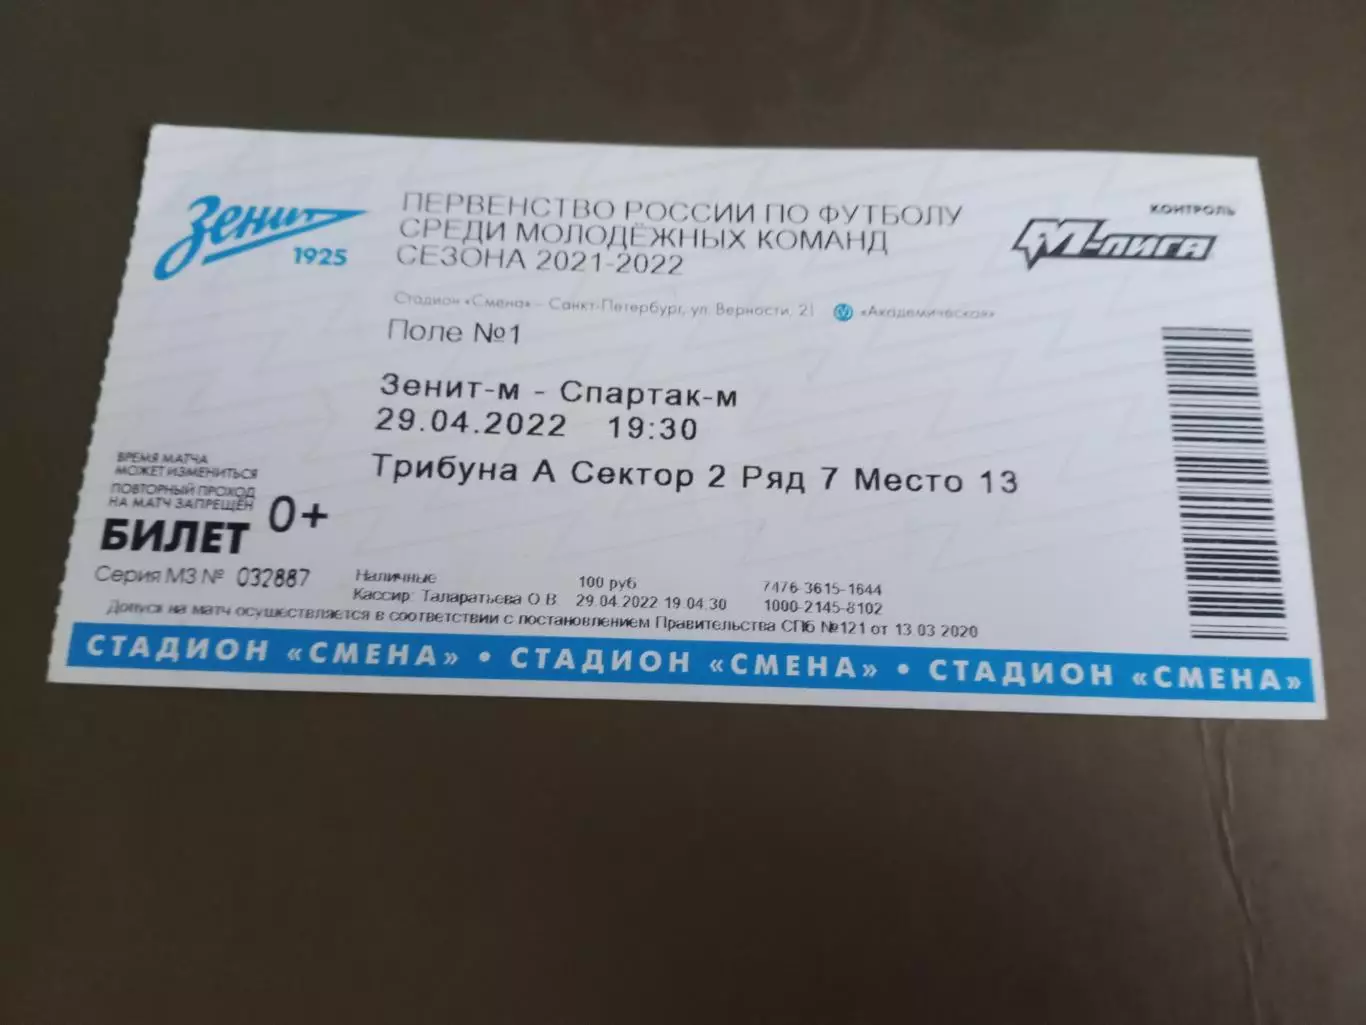 Зенит
1925
ПЕРВЕНСТВО РОССИИ ПО ФУТБОЛУ
СРЕДИ МОЛОДЁЖНЫХ КОМАНД
СЕЗОНА 2021-2022
КОНТРОЛЬ
М-ЛИГА
Стадион «Смена» - Санкт-Петербург, ул. Верности, 21 М «Академическая»
Поле №1
Зенит-м - Спартак-м
29.04.2022 19:30
Трибуна А Сектор 2 Ряд 7 Место 13
ВРЕМЯ МАТЧА
МОЖЕТ ИЗМЕНИТЬСЯ
ПОВТОРНЫЙ ПРОХОД
НА МАТЧ ЗАПРЕЩЕН
БИЛЕТ 0+
Серия МЗ № 032887
Наличные 100 руб 7476-3615-1644
Кассир: Таларатьева О.В. 29.04.2022 19.04.30 1000-2145-8102
Допуск на матч осуществляется в соответствии с постановлением Правительства СПб №121 от 13.03 2020
СТАДИОН «СМЕНА» • СТАДИОН «СМЕНА» • СТАДИОН «СМЕНА»